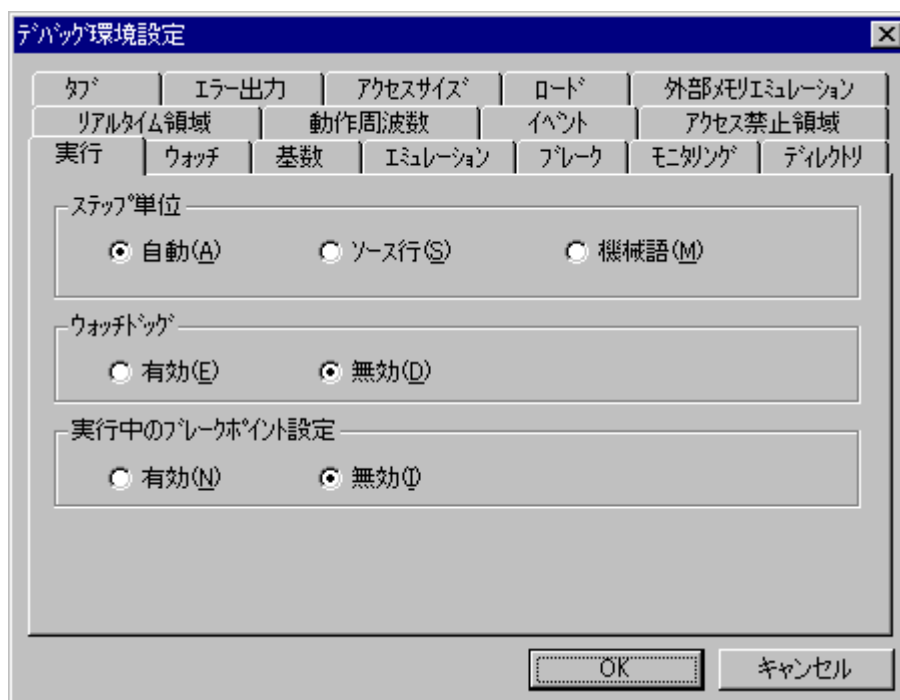 ﾃﾞﾊﾞｯｸﾞ環境設定
ﾀﾌﾞ エラー出力 ｱｸｾｽｻｲｽﾞ ﾛｰﾄﾞ 外部ﾒﾓﾘｴﾐｭﾚｰｼｮﾝ
ﾘｱﾙﾀｲﾑ領域 動作周波数 ｲﾍﾞﾝﾄ ｱｸｾｽ禁止領域
実行 ｳｫｯﾁ 基数 ｴﾐｭﾚｰｼｮﾝ ﾌﾞﾚｰｸ ﾓﾆﾀﾘﾝｸﾞ ﾃﾞｨﾚｸﾄﾘ
ｽﾃｯﾌﾟ単位
自動(A) ｿｰｽ行(S) 機械語(M)
ｳｫｯﾁﾄﾞｯｸﾞ
有効(E) 無効(D)
実行中のﾌﾞﾚｰｸﾎﾟｲﾝﾄ設定
有効(N) 無効(I)
OK キャンセル